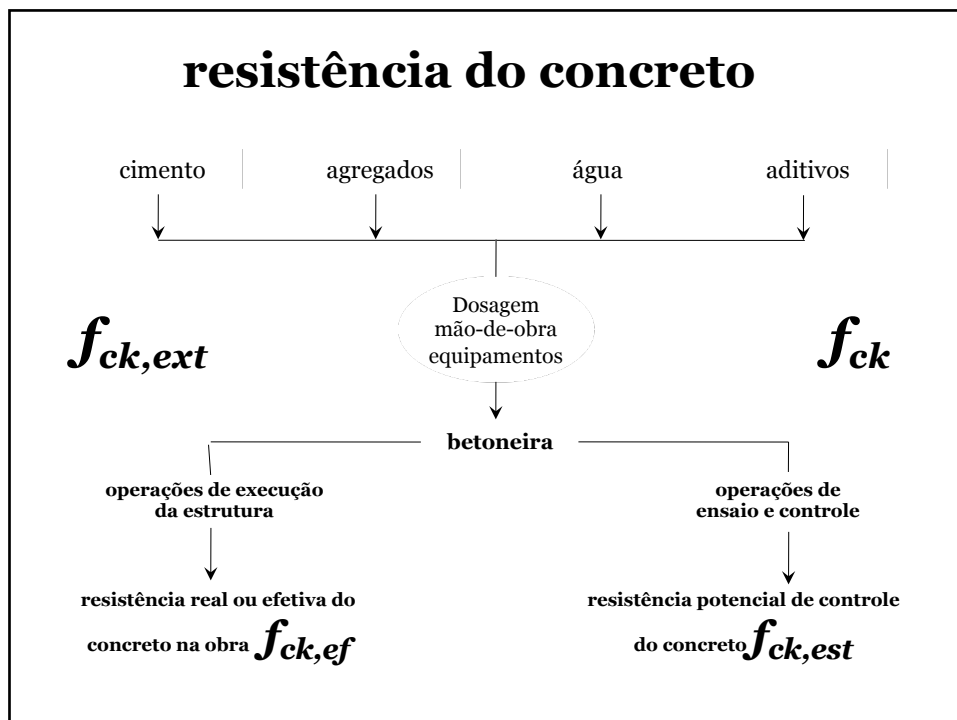 resistência do concreto
cimento
agregados
água
aditivos
Dosagem
mão-de-obra
equipamentos
fck,ext
fck
betoneira
operações de execução
da estrutura
operações de
ensaio e controle
resistência real ou efetiva do
concreto na obra fck,ef
resistência potencial de controle
do concreto fck,est